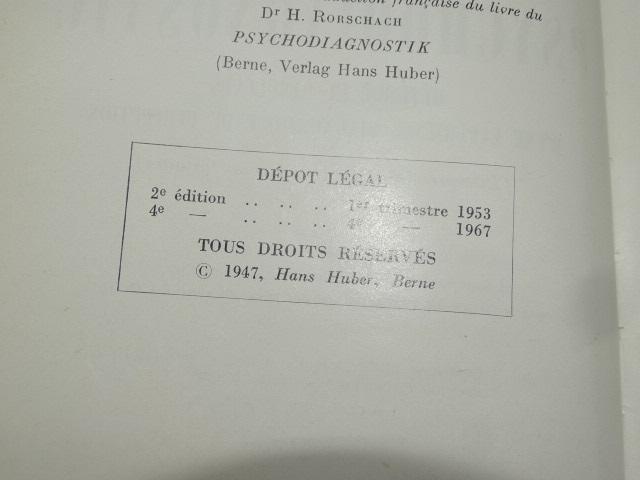 française du livre du
Dr H. RORSCHACH
PSYCHODIAGNOSTIK
(Berne, Verlag Hans Huber)
DÉPOT LÉGAL
2e édition .. .. .. 1er trimestre 1953
4e — .. .. .. 4e — 1967
TOUS DROITS RÉSERVÉS
© 1947, Hans Huber, Berne